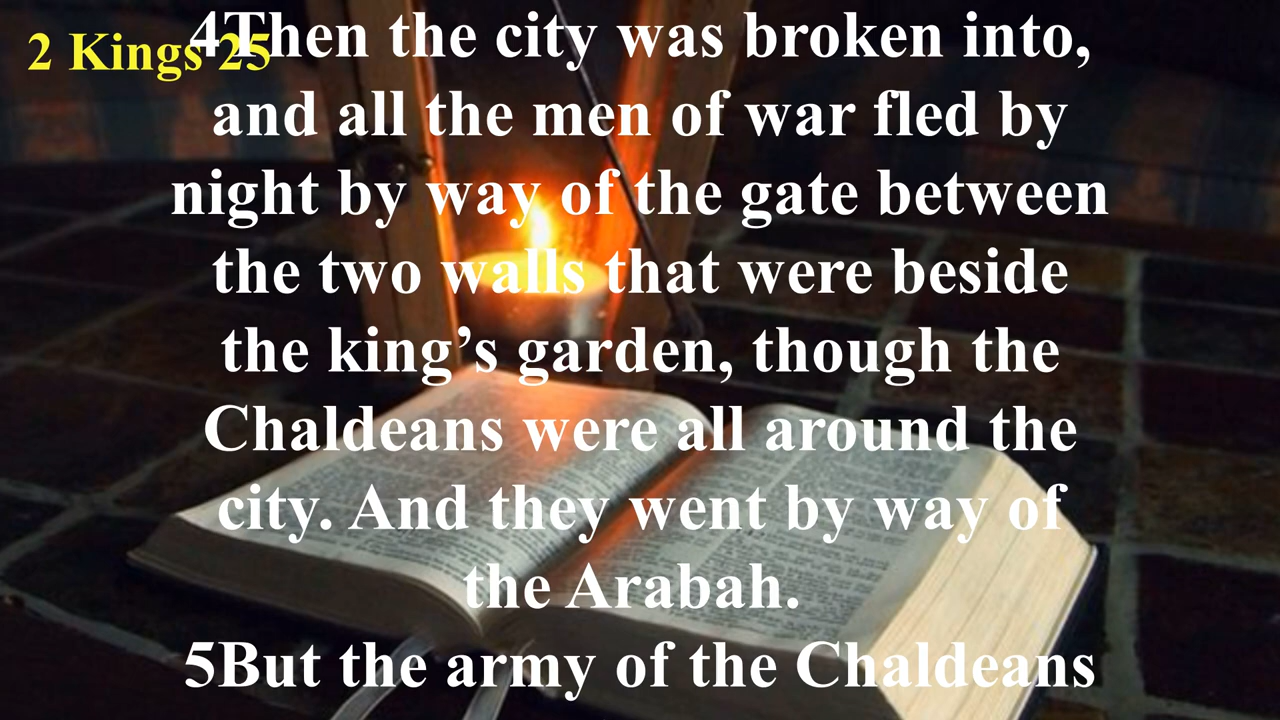 2 Kings 25
4Then the city was broken into,
and all the men of war fled by
night by way of the gate between
the two walls that were beside
the king’s garden, though the
Chaldeans were all around the
city. And they went by way of
the Arabah.
5But the army of the Chaldeans